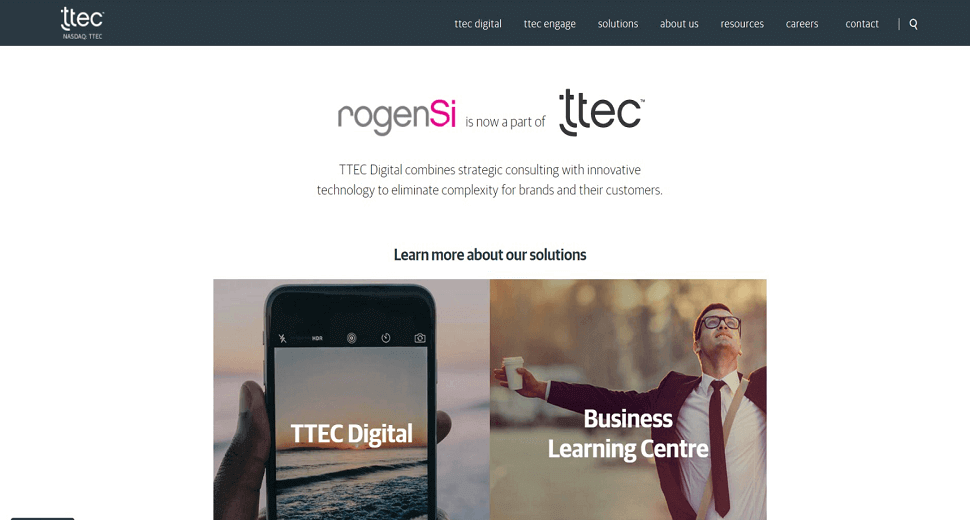 ttec
NASDAQ: TTEC
ttec digital ttec engage solutions about us resources careers contact
rogenSi is now a part of ttec™
TTEC Digital combines strategic consulting with innovative
technology to eliminate complexity for brands and their customers.
Learn more about our solutions
HDR
TTEC Digital
Business
Learning Centre